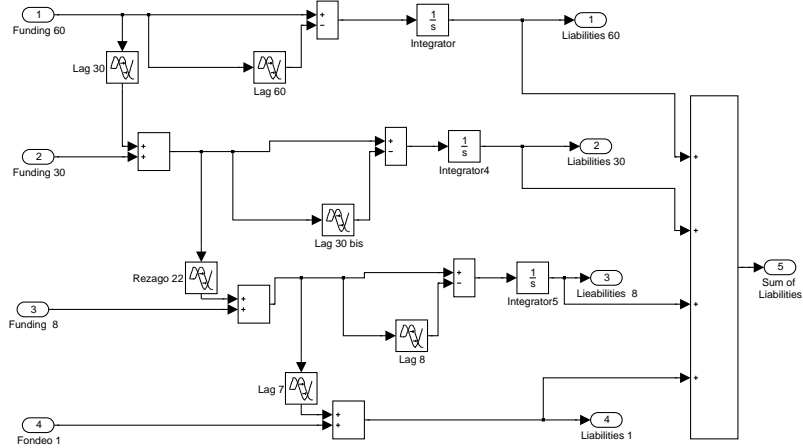 1
Funding 60
+
−
1
s
Integrator
1
Liabilities 60
Lag 30
Lag 60
2
Funding 30
+
+
+
−
1
s
Integrator4
2
Liabilities 30
+
Lag 30 bis
+
Rezago 22
3
Funding  8
+
+
+
−
1
s
Integrator5
3
Lieabilities  8
5
Sum of
Liabilities
+
Lag 8
Lag 7
+
4
Fondeo 1
+
+
4
Liabilities 1